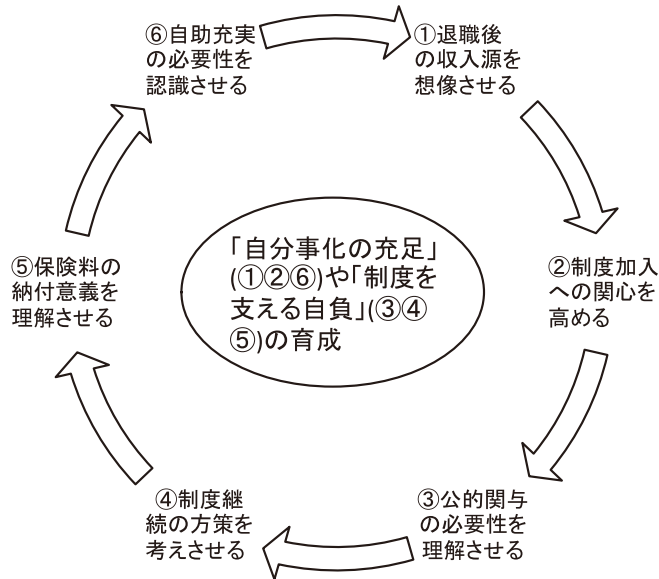 ①退職後
の収入源を
想像させる
②制度加入
への関心を
高める
③公的関与
の必要性を
理解させる
④制度継
続の方策を
考えさせる
⑤保険料の
納付意義を
理解させる
⑥自助充実
の必要性を
認識させる
「自分事化の充足」
(①②⑥)や「制度を
支える自負」(③④
⑤)の育成